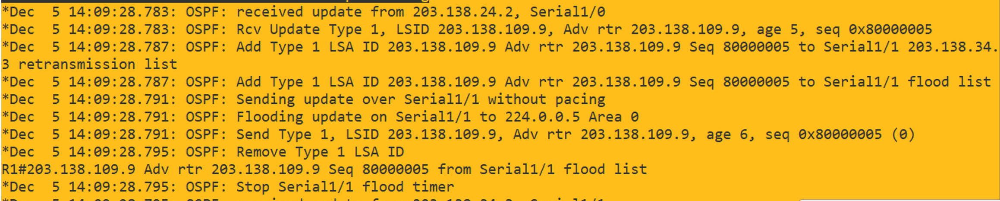 *Dec  5 14:09:28.783: OSPF: received update from 203.138.24.2, Serial1/0
*Dec  5 14:09:28.783: OSPF: Rcv Update Type 1, LSID 203.138.109.9, Adv rtr 203.138.109.9, age 5, seq 0x80000005
*Dec  5 14:09:28.787: OSPF: Add Type 1 LSA ID 203.138.109.9 Adv rtr 203.138.109.9 Seq 80000005 to Serial1/1 203.138.34.
3 retransmission list
*Dec  5 14:09:28.787: OSPF: Add Type 1 LSA ID 203.138.109.9 Adv rtr 203.138.109.9 Seq 80000005 to Serial1/1 flood list
*Dec  5 14:09:28.791: OSPF: Sending update over Serial1/1 without pacing
*Dec  5 14:09:28.791: OSPF: Flooding update on Serial1/1 to 224.0.0.5 Area 0
*Dec  5 14:09:28.791: OSPF: Send Type 1, LSID 203.138.109.9, Adv rtr 203.138.109.9, age 6, seq 0x80000005 (0)
*Dec  5 14:09:28.795: OSPF: Remove Type 1 LSA ID
R1#203.138.109.9 Adv rtr 203.138.109.9 Seq 80000005 from Serial1/1 flood list
*Dec  5 14:09:28.795: OSPF: Stop Serial1/1 flood timer